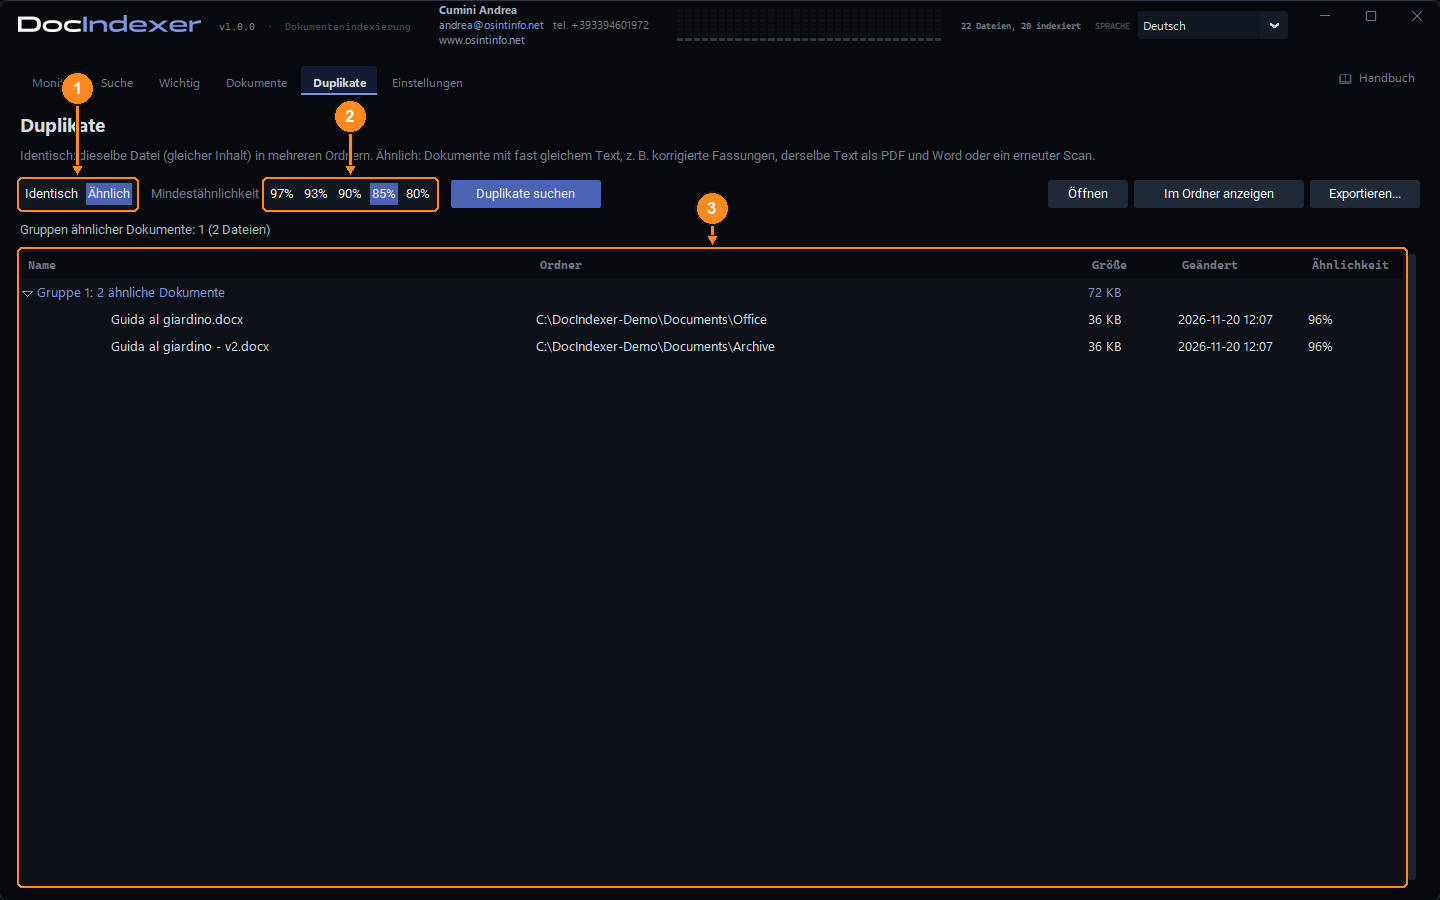 DocIndexer v1.0.0 · Dokumentenindexierung
Cumini Andrea
andrea@osintinfo.net tel. +393394601972
www.osintinfo.net
22 Dateien, 20 indexiert SPRACHE Deutsch
Suche Wichtig Dokumente Duplikate Einstellungen Handbuch
1
2
Duplikate
Identisch: dieselbe Datei (gleicher Inhalt) in mehreren Ordnern. Ähnlich: Dokumente mit fast gleichem Text, z. B. korrigierte Fassungen, derselbe Text als PDF und Word oder ein erneuter Scan.
Identisch Ähnlich Mindestähnlichkeit 97% 93% 90% 85% 80% Duplikate suchen Öffnen Im Ordner anzeigen Exportieren...
3
Gruppen ähnlicher Dokumente: 1 (2 Dateien)
Name Ordner Größe Geändert Ähnlichkeit
Gruppe 1: 2 ähnliche Dokumente 72 KB
Guida al giardino.docx C:\DocIndexer-Demo\Documents\Office 36 KB 2026-11-20 12:07 96%
Guida al giardino - v2.docx C:\DocIndexer-Demo\Documents\Archive 36 KB 2026-11-20 12:07 96%